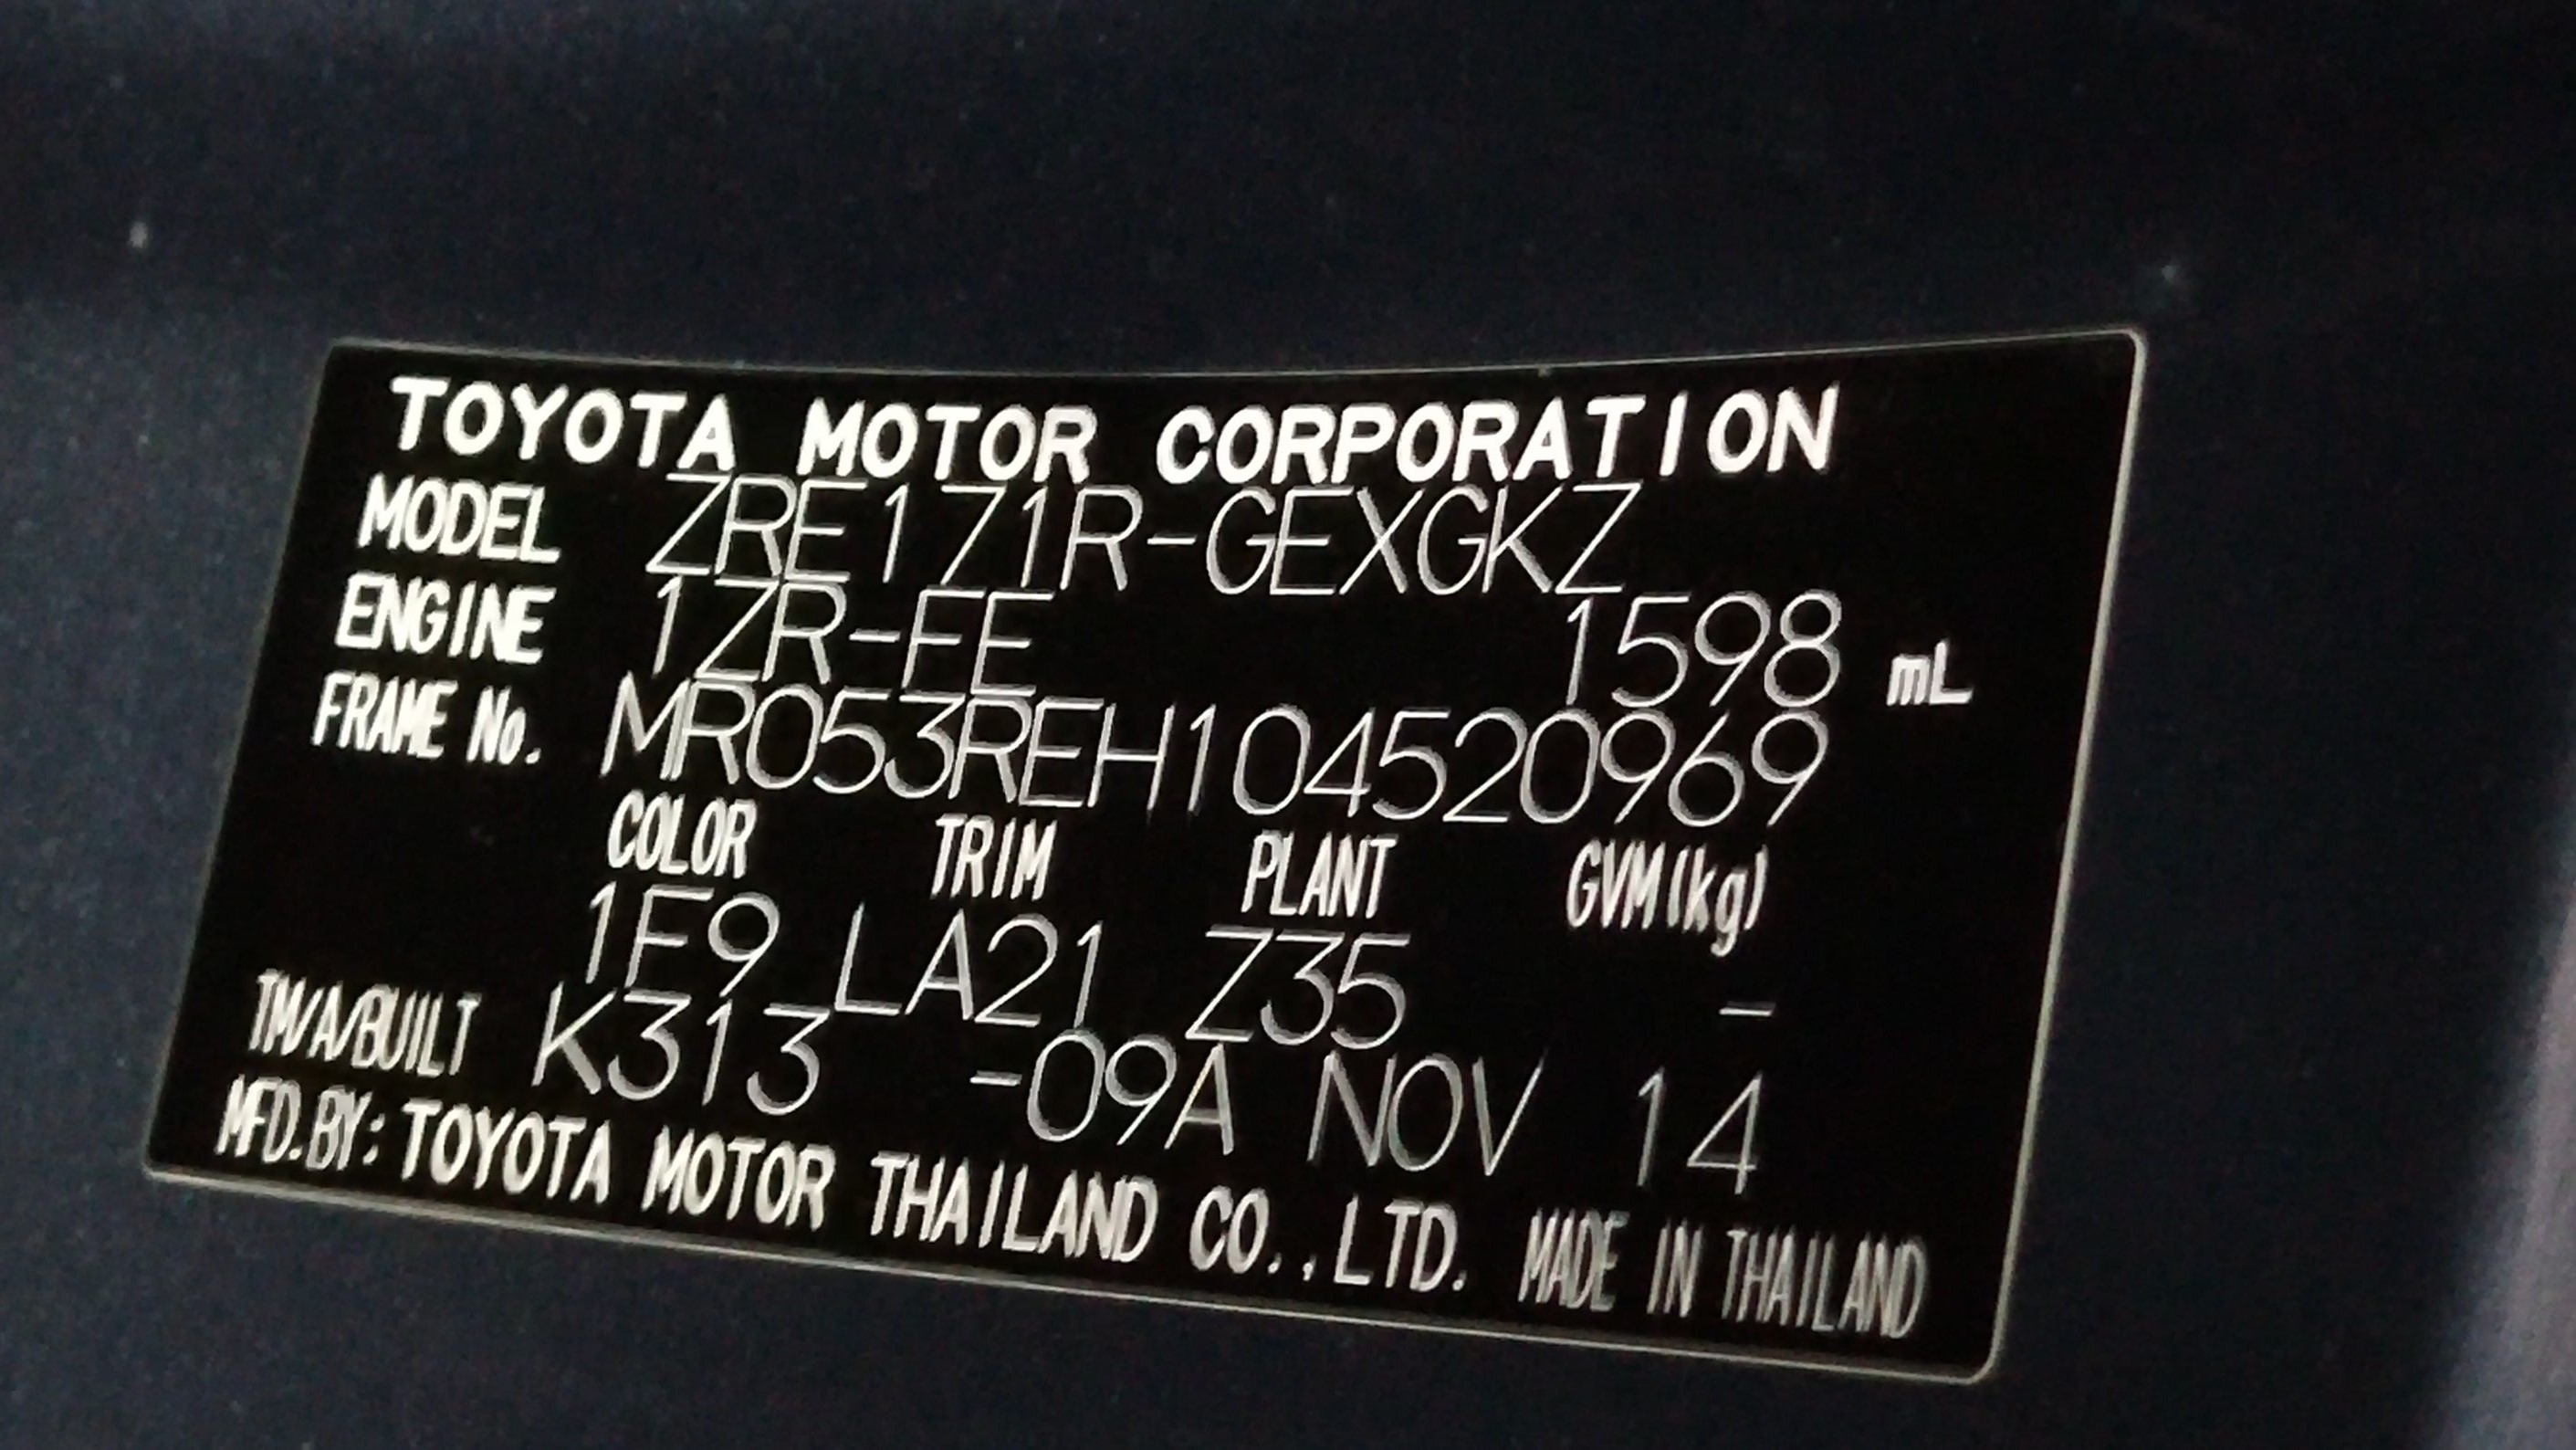 TOYOTA MOTOR CORPORATION
MODEL ZRE171R-GEXGKZ
ENGINE 1ZR-FE 1598 mL
FRAME No. MR053REH104520969
COLOR TRIM PLANT GVM(kg)
1F9 LA21 Z35 -
TM/A/BUILT K313 -09A NOV 14
MFD.BY: TOYOTA MOTOR THAILAND CO.,LTD. MADE IN THAILAND